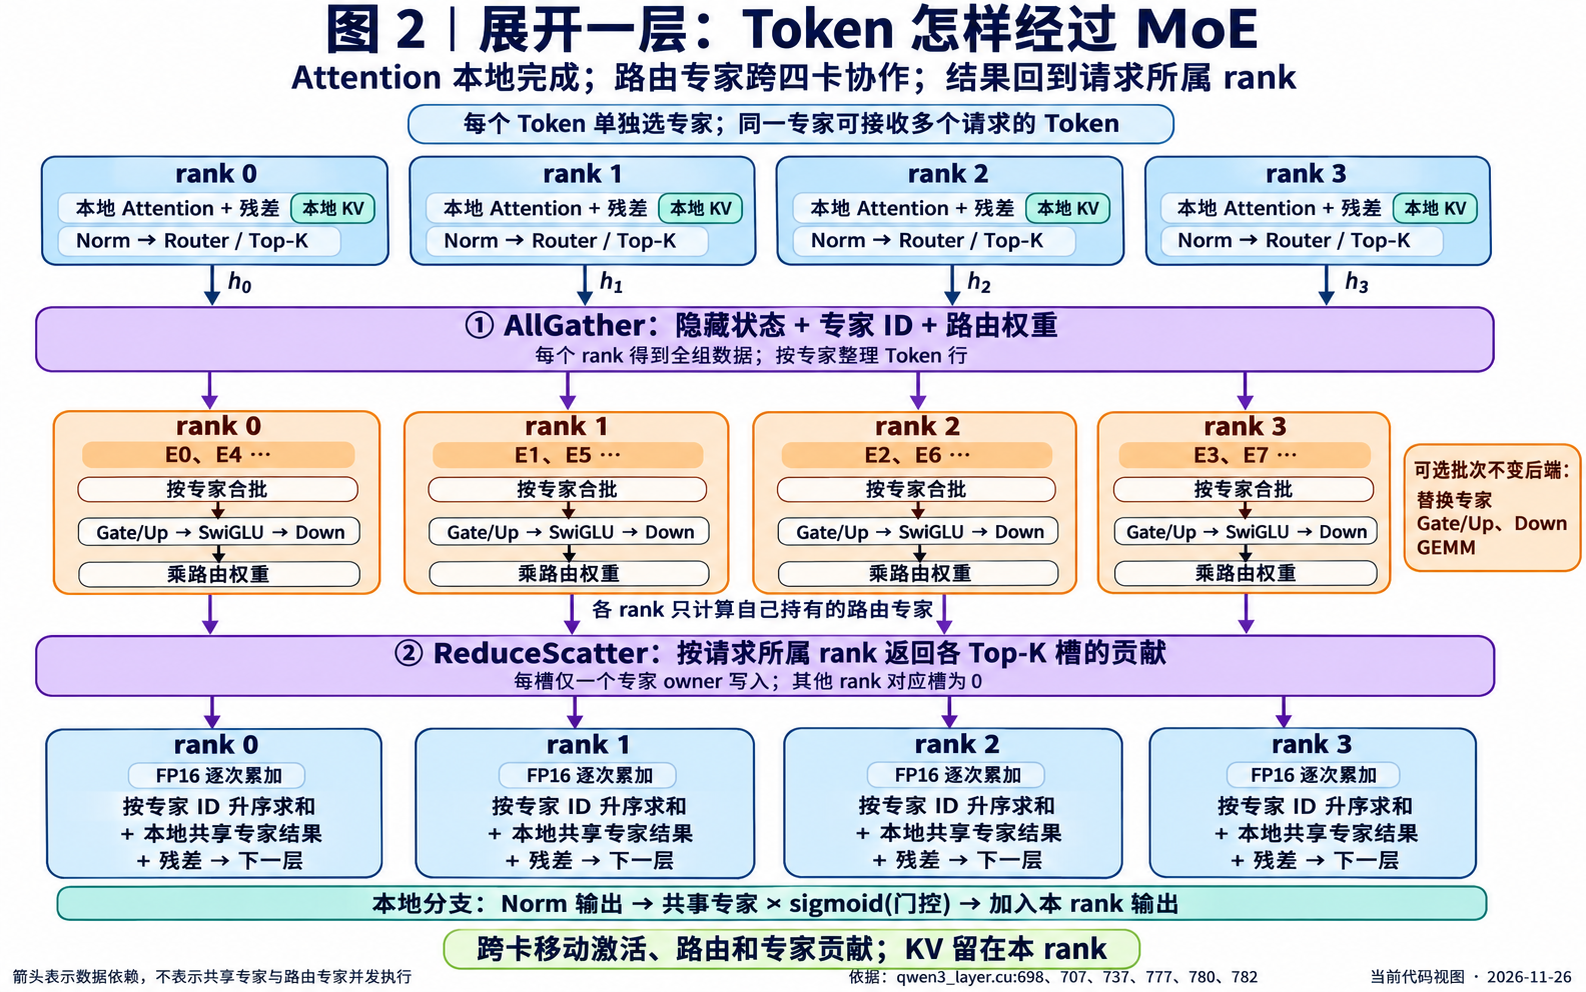 图 2｜展开一层：Token 怎样经过 MoE
Attention 本地完成；路由专家跨四卡协作；结果回到请求所属 rank
每个 Token 单独选专家；同一专家可接收多个请求的 Token
rank 0
本地 Attention + 残差
本地 KV
Norm → Router / Top-K
rank 1
本地 Attention + 残差
本地 KV
Norm → Router / Top-K
rank 2
本地 Attention + 残差
本地 KV
Norm → Router / Top-K
rank 3
本地 Attention + 残差
本地 KV
Norm → Router / Top-K
h₀
h₁
h₂
h₃
① AllGather：隐藏状态 + 专家 ID + 路由权重
每个 rank 得到全组数据；按专家整理 Token 行
rank 0
E0、E4 ⋯
按专家合批
Gate/Up → SwiGLU → Down
乘路由权重
rank 1
E1、E5 ⋯
按专家合批
Gate/Up → SwiGLU → Down
乘路由权重
rank 2
E2、E6 ⋯
按专家合批
Gate/Up → SwiGLU → Down
乘路由权重
rank 3
E3、E7 ⋯
按专家合批
Gate/Up → SwiGLU → Down
乘路由权重
可选批次不变后端：
替换专家
Gate/Up、Down
GEMM
各 rank 只计算自己持有的路由专家
② ReduceScatter：按请求所属 rank 返回各 Top-K 槽的贡献
每槽仅一个专家 owner 写入；其他 rank 对应槽为 0
rank 0
FP16 逐次累加
按专家 ID 升序求和
+ 本地共享专家结果
+ 残差 → 下一层
rank 1
FP16 逐次累加
按专家 ID 升序求和
+ 本地共享专家结果
+ 残差 → 下一层
rank 2
FP16 逐次累加
按专家 ID 升序求和
+ 本地共享专家结果
+ 残差 → 下一层
rank 3
FP16 逐次累加
按专家 ID 升序求和
+ 本地共享专家结果
+ 残差 → 下一层
本地分支：Norm 输出 → 共事专家 × sigmoid(门控) → 加入本 rank 输出
跨卡移动激活、路由和专家贡献；KV 留在本 rank
箭头表示数据依赖，不表示共享专家与路由专家并发执行
依据：qwen3_layer.cu:698、707、737、777、780、782
当前代码视图 · 2026-11-26